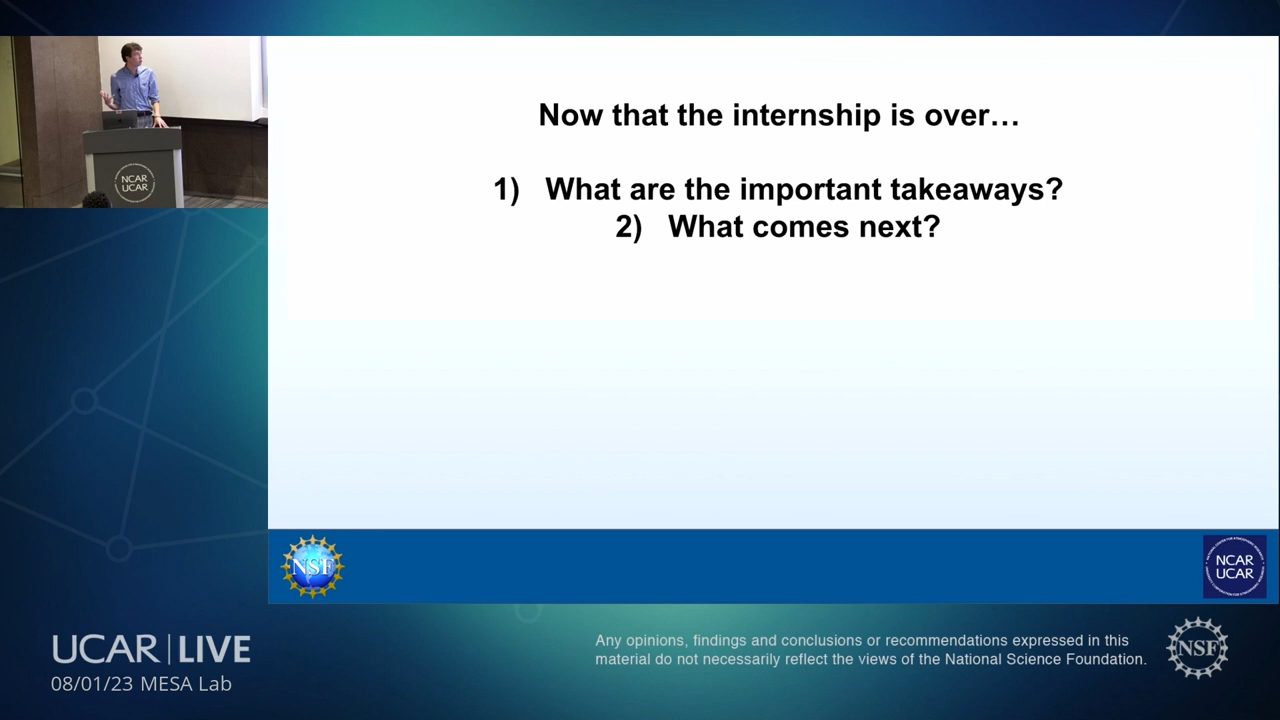 Now that the internship is over…
1) What are the important takeaways?
2) What comes next?
NCAR
UCAR
NSF
NCAR
UCAR
UCAR | LIVE
08/01/23 MESA Lab
Any opinions, findings and conclusions or recommendations expressed in this
material do not necessarily reflect the views of the National Science Foundation.
NSF